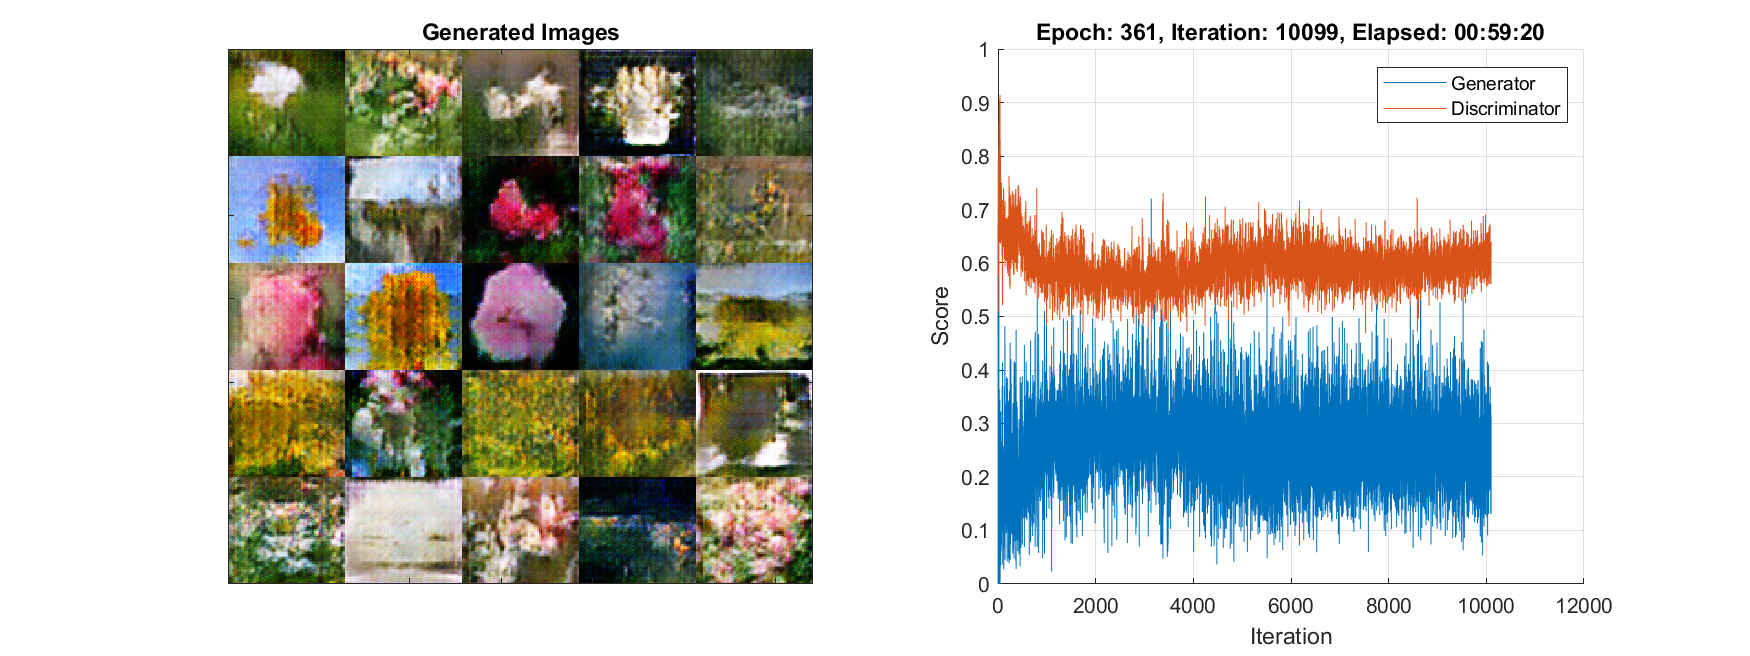 Generated Images
Epoch: 361, Iteration: 10099, Elapsed: 00:59:20
Generator
Discriminator
1
0.9
0.8
0.7
0.6
0.5
0.4
0.3
0.2
0.1
0
Score
0 2000 4000 6000 8000 10000 12000
Iteration